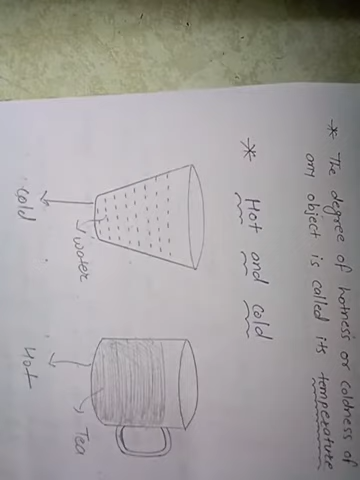 * The degree of hotness or coldness of
any object is called its temperature
* Hot and Cold
water
Cold
Tea
Hot